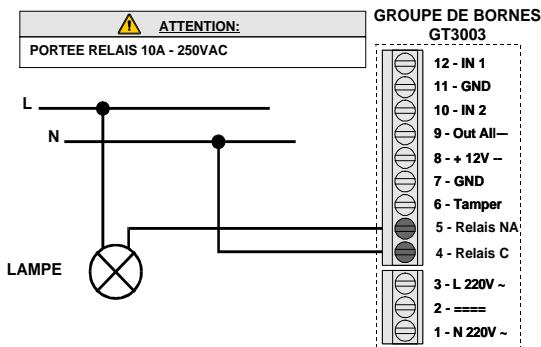 ATTENTION:
PORTEE RELAIS 10A - 250VAC
GROUPE DE BORNES
GT3003
12 - IN 1
11 - GND
10 - IN 2
9 - Out All---
8 - + 12V --
7 - GND
6 - Tamper
5 - Relais NA
4 - Relais C
3 - L 220V ~
2 - ====
1 - N 220V ~
L
N
LAMPE